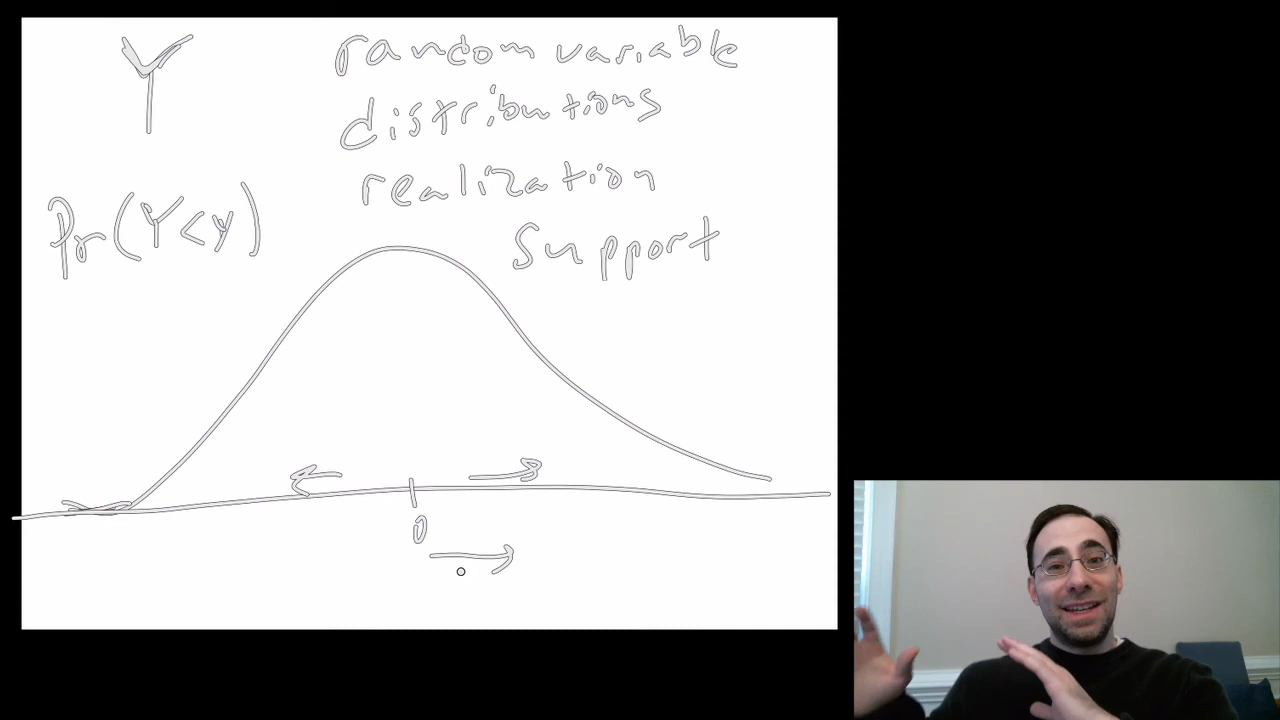 Y
random variable
distributions
realization
Pr(Y<y)
support
0